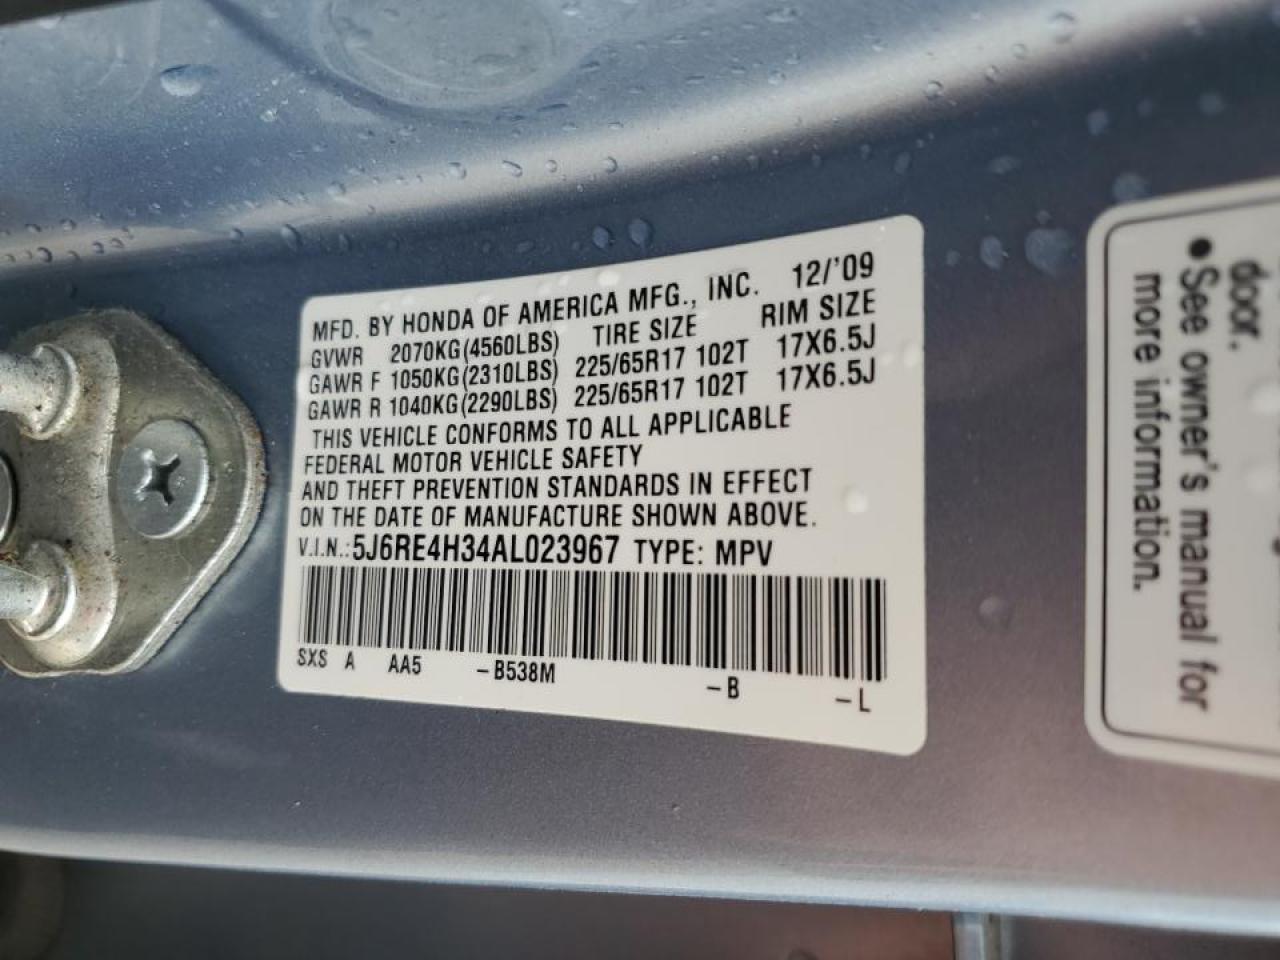 MFD. BY HONDA OF AMERICA MFG., INC. 12/'09
GVWR 2070KG(4560LBS) TIRE SIZE RIM SIZE
GAWR F 1050KG(2310LBS) 225/65R17 102T 17X6.5J
GAWR R 1040KG(2290LBS) 225/65R17 102T 17X6.5J
THIS VEHICLE CONFORMS TO ALL APPLICABLE
FEDERAL MOTOR VEHICLE SAFETY
AND THEFT PREVENTION STANDARDS IN EFFECT
ON THE DATE OF MANUFACTURE SHOWN ABOVE.
V.I.N.: 5J6RE4H34AL023967 TYPE: MPV
SXS A AA5 -B538M -B -L
door.
●See owner's manual for
more information.